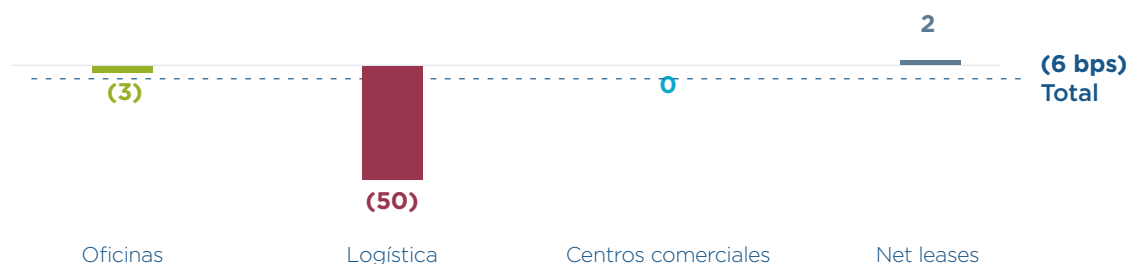 2
(6 bps)
Total
(3)
0
(50)
Oficinas
Logística
Centros comerciales
Net leases